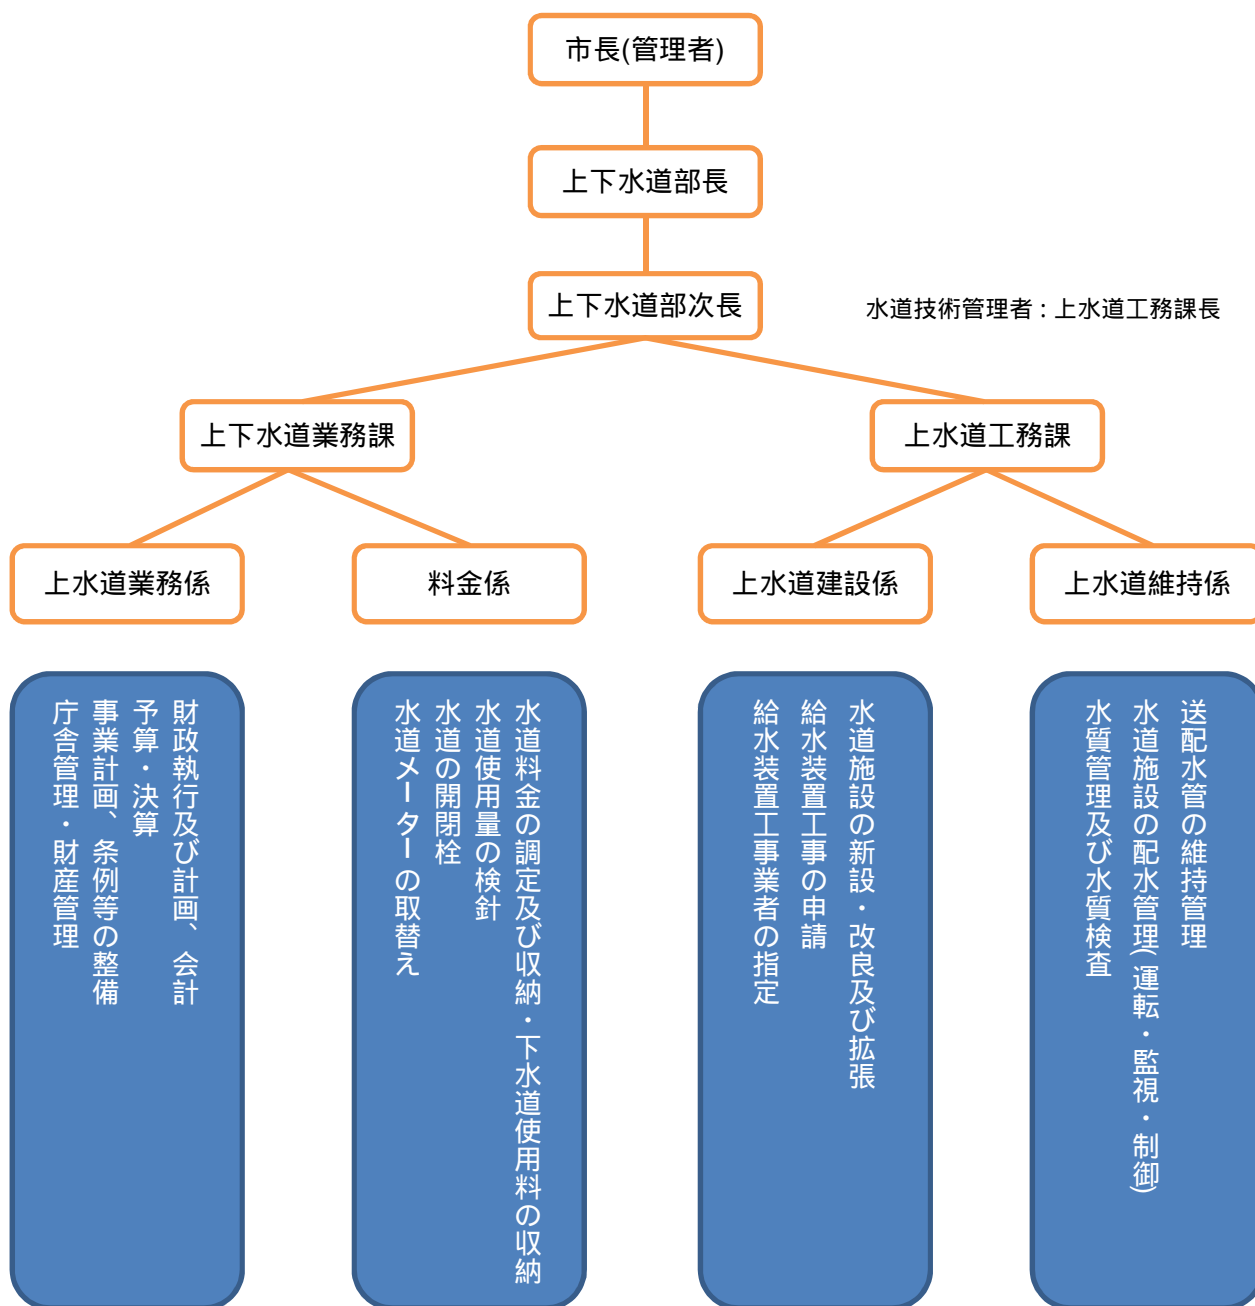 市長(管理者)
上下水道部長
上下水道部次長
水道技術管理者：上水道工務課長
上下水道業務課
上水道工務課
上水道業務係
料金係
上水道建設係
上水道維持係
財政執行及び計画、会計
予算・決算
事業計画、条例等の整備
庁舎管理・財産管理
水道料金の調定及び収納・下水道使用料の収納
水道使用量の検針
水道の開閉栓
水道メーターの取替え
水道施設の新設・改良及び拡張
給水装置工事の申請
給水装置工事事業者の指定
送配水管の維持管理
水道施設の配水管理(運転・監視・制御)
水質管理及び水質検査